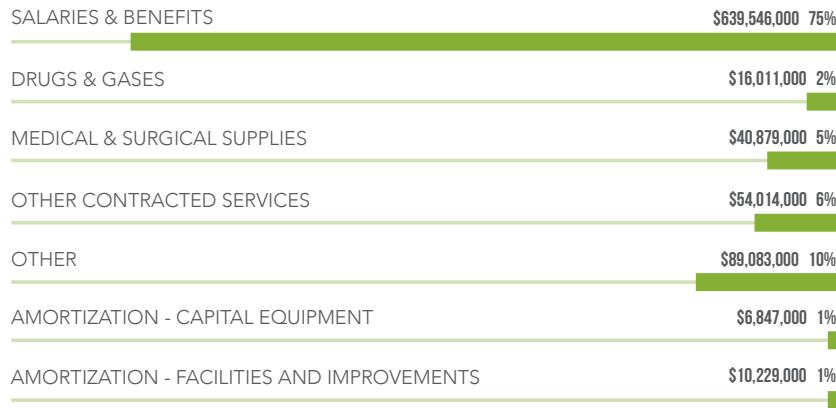 SALARIES & BENEFITS $639,546,000 75%
DRUGS & GASES $16,011,000 2%
MEDICAL & SURGICAL SUPPLIES $40,879,000 5%
OTHER CONTRACTED SERVICES $54,014,000 6%
OTHER $89,083,000 10%
AMORTIZATION - CAPITAL EQUIPMENT $6,847,000 1%
AMORTIZATION - FACILITIES AND IMPROVEMENTS $10,229,000 1%